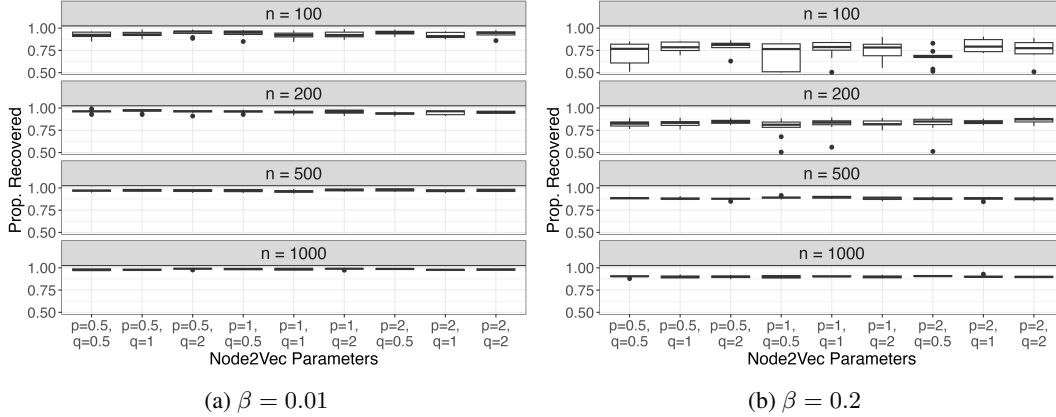 Prop. Recovered
n = 100
1.00
0.75
0.50
n = 200
1.00
0.75
0.50
n = 500
1.00
0.75
0.50
n = 1000
1.00
0.75
0.50
p=0.5, p=0.5, p=0.5, p=1, p=1, p=1, p=2, p=2, p=2,
q=0.5 q=1 q=2 q=0.5 q=1 q=2 q=0.5 q=1 q=2
Node2Vec Parameters
(a) β = 0.01
Prop. Recovered
n = 100
1.00
0.75
0.50
n = 200
1.00
0.75
0.50
n = 500
1.00
0.75
0.50
n = 1000
1.00
0.75
0.50
p=0.5, p=0.5, p=0.5, p=1, p=1, p=1, p=2, p=2, p=2,
q=0.5 q=1 q=2 q=0.5 q=1 q=2 q=0.5 q=1 q=2
Node2Vec Parameters
(b) β = 0.2